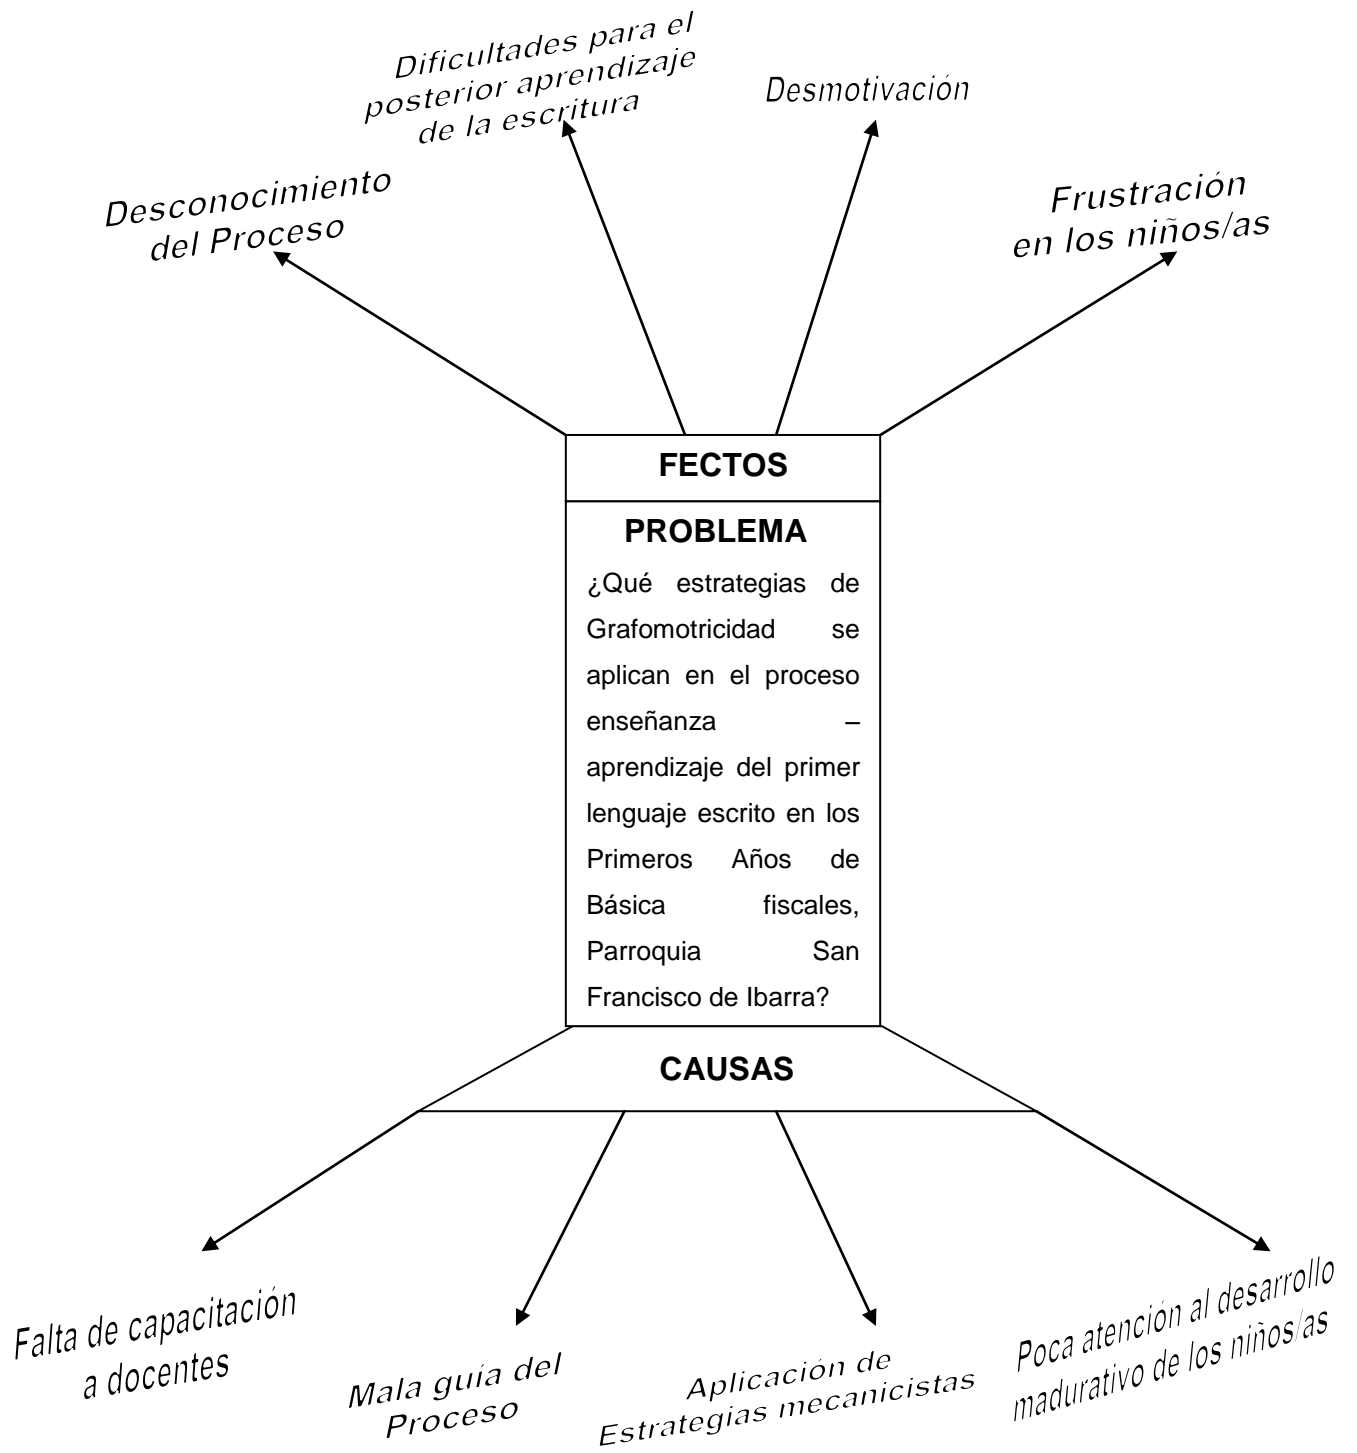 Dificultades para el
posterior aprendizaje
de la escritura
Desmotivación
Desconocimiento
del Proceso
Frustración
en los niños/as
FECTOS
PROBLEMA
¿Qué estrategias de
Grafomotricidad se
aplican en el proceso
enseñanza –
aprendizaje del primer
lenguaje escrito en los
Primeros Años de
Básica fiscales,
Parroquia San
Francisco de Ibarra?
CAUSAS
Falta de capacitación
a docentes
Mala guía del
Proceso
Aplicación de
Estrategias mecanicistas
Poca atención al desarrollo
madurativo de los niños/as